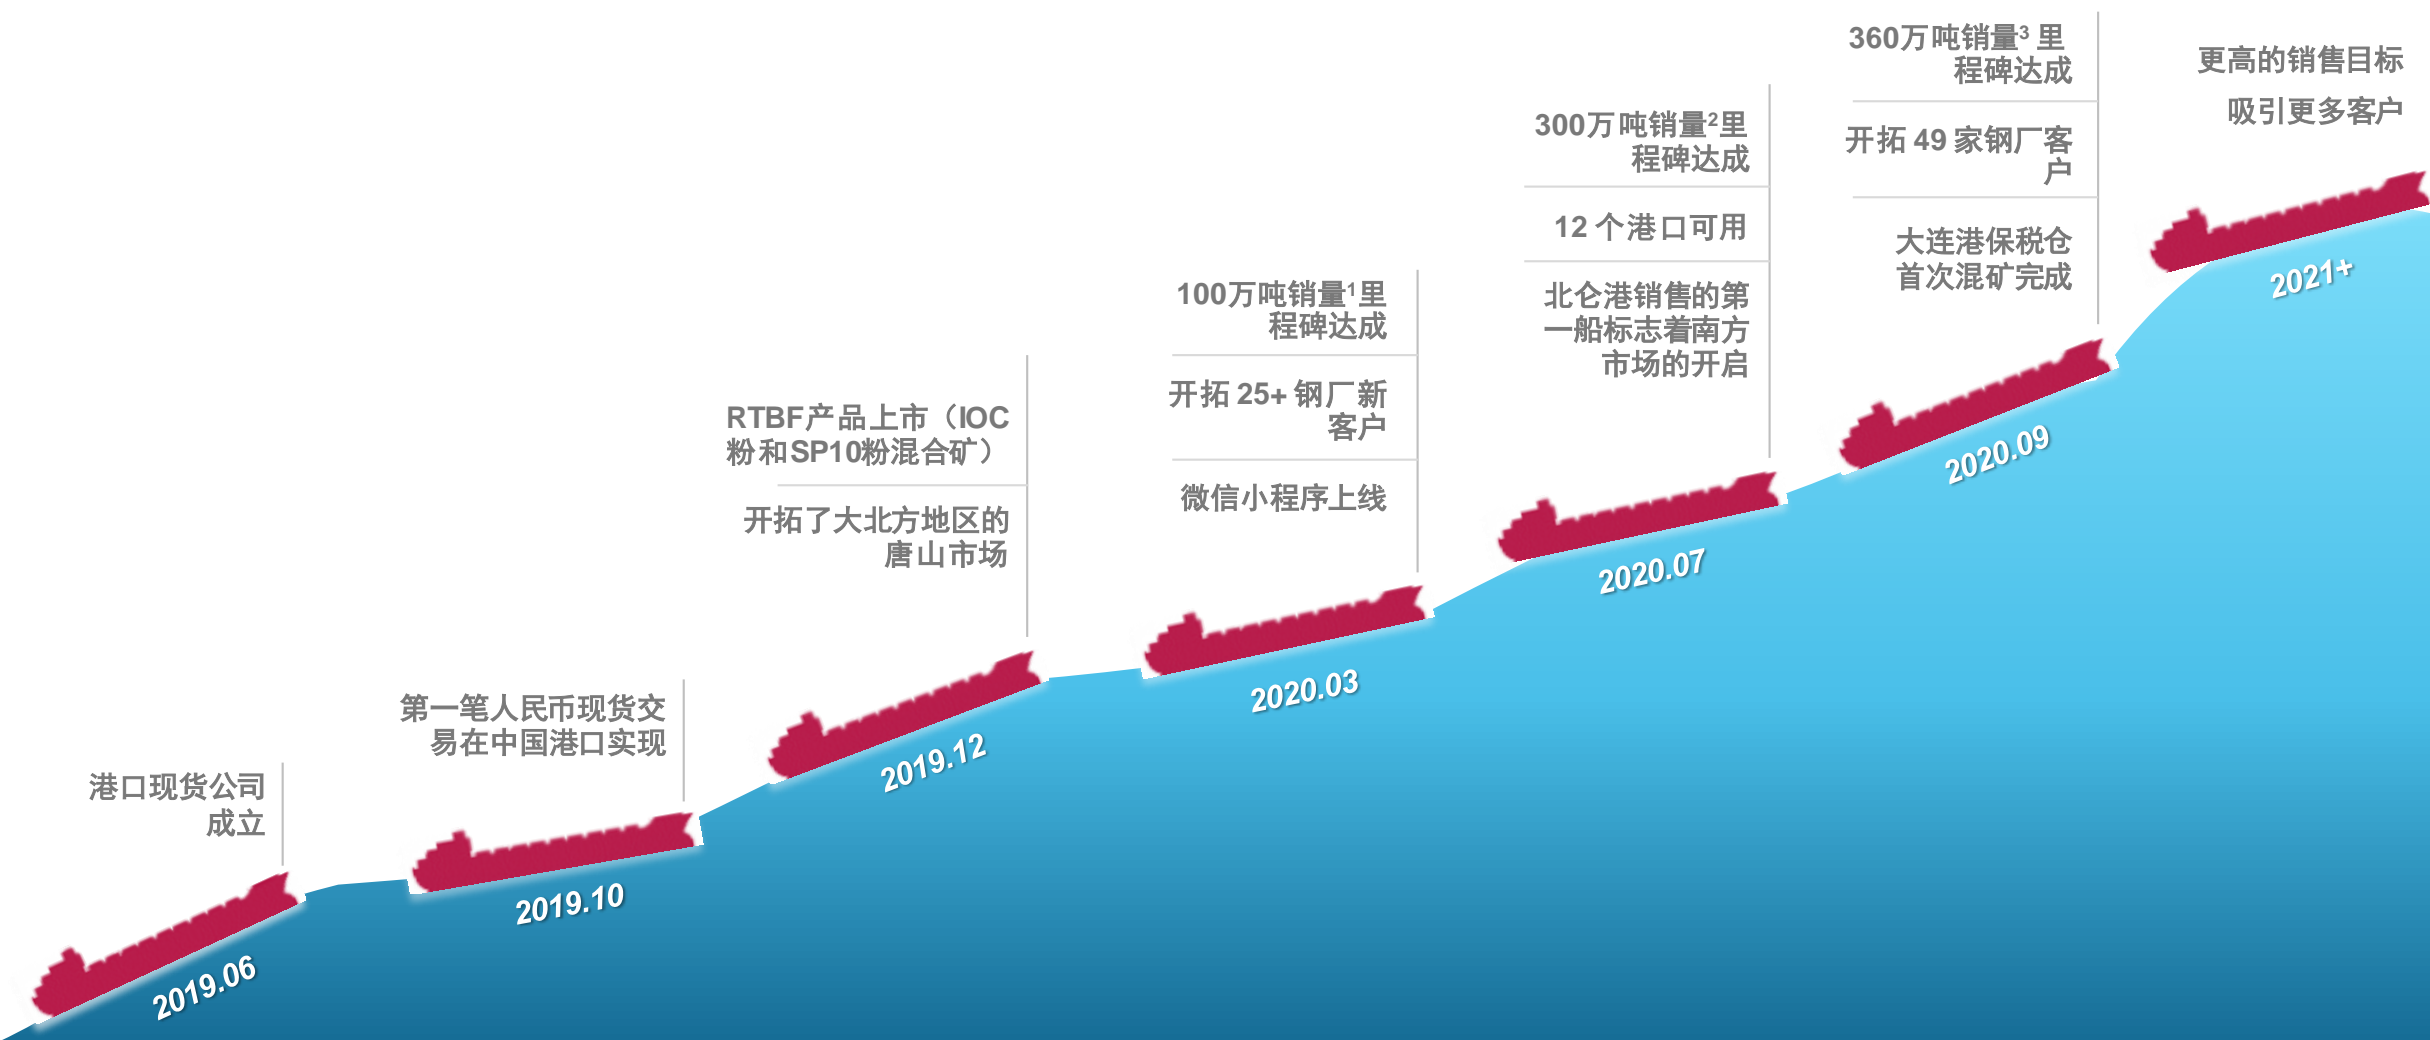 港口现货公司
成立
2019.06
第一笔人民币现货交
易在中国港口实现
2019.10
RTBF产品上市（IOC
粉和SP10粉混合矿）
开拓了大北方地区的
唐山市场
2019.12
100万吨销量¹里
程碑达成
开拓 25+ 钢厂新
客户
微信小程序上线
2020.03
300万吨销量²里
程碑达成
12 个港口可用
北仑港销售的第
一船标志着南方
市场的开启
2020.07
360万吨销量³ 里
程碑达成
开拓 49 家钢厂客
户
大连港保税仓
首次混矿完成
2020.09
更高的销售目标
吸引更多客户
2021+